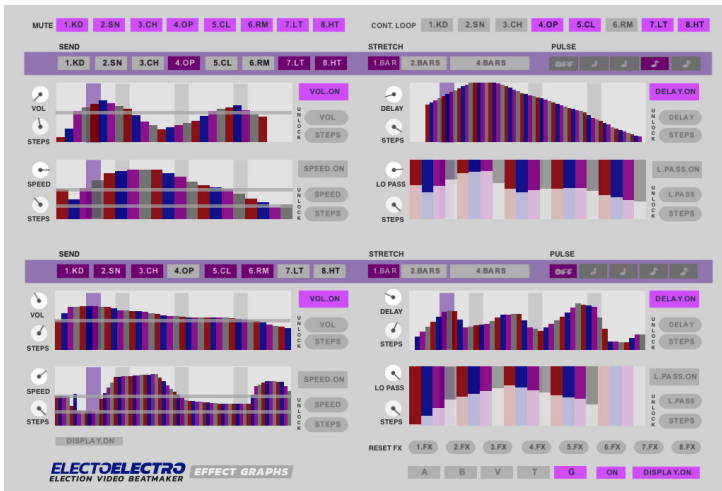 MUTE 1.KD 2.SN 3.CH 4.OP 5.CL 6.RM 7.LT 8.HT CONT. LOOP 1.KD 2.SN 3.CH 4.OP 5.CL 6.RM 7.LT 8.HT
SEND STRETCH PULSE
1.KD 2.SN 3.CH 4.OP 5.CL 6.RM 7.LT 8.HT 1.BAR 2.BARS 4.BARS OFF
VOL VOL.ON DELAY DELAY.ON
VOL UNLOCK DELAY UNLOCK
STEPS STEPS STEPS STEPS
SPEED SPEED.ON LO PASS L.PASS.ON
SPEED UNLOCK L.PASS UNLOCK
STEPS STEPS STEPS STEPS
SEND STRETCH PULSE
1.KD 2.SN 3.CH 4.OP 5.CL 6.RM 7.LT 8.HT 1.BAR 2.BARS 4.BARS OFF
VOL VOL.ON DELAY DELAY.ON
VOL UNLOCK DELAY UNLOCK
STEPS STEPS STEPS STEPS
SPEED SPEED.ON LO PASS L.PASS.ON
SPEED UNLOCK L.PASS UNLOCK
STEPS STEPS STEPS STEPS
DISPLAY.ON RESET FX 1.FX 2.FX 3.FX 4.FX 5.FX 6.FX 7.FX 8.FX
ELECTOELECTRO
ELECTION VIDEO BEATMAKER EFFECT GRAPHS A B V T G ON DISPLAY.ON